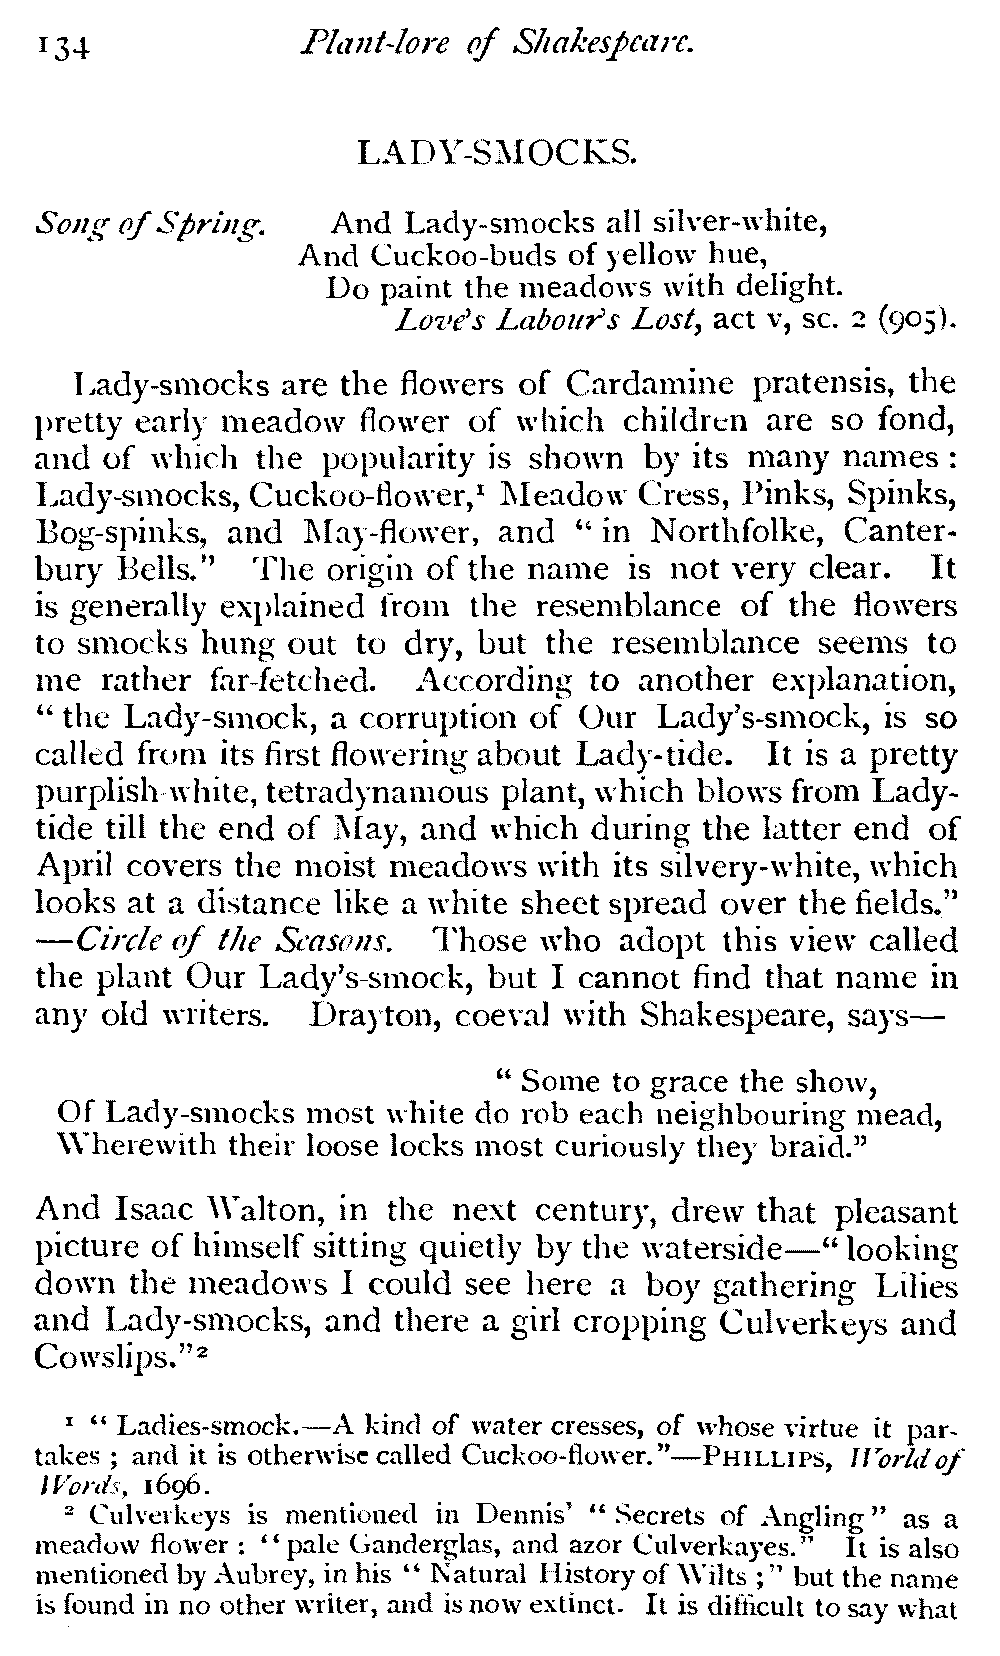 134 Plant-lore of Shakespeare.
LADY-SMOCKS.
Song of Spring. And Lady-smocks all silver-white,
And Cuckoo-buds of yellow hue,
Do paint the meadows with delight.
Love's Labour's Lost, act v, sc. 2 (905).
Lady-smocks are the flowers of Cardamine pratensis, the
pretty early meadow flower of which children are so fond,
and of which the popularity is shown by its many names :
Lady-smocks, Cuckoo-flower,¹ Meadow Cress, Pinks, Spinks,
Bog-spinks, and May-flower, and “ in Northfolke, Canter-
bury Bells.” The origin of the name is not very clear. It
is generally explained from the resemblance of the flowers
to smocks hung out to dry, but the resemblance seems to
me rather far-fetched. According to another explanation,
“ the Lady-smock, a corruption of Our Lady's-smock, is so
called from its first flowering about Lady-tide. It is a pretty
purplish-white, tetradynamous plant, which blows from Lady-
tide till the end of May, and which during the latter end of
April covers the moist meadows with its silvery-white, which
looks at a distance like a white sheet spread over the fields.”
—Circle of the Seasons. Those who adopt this view called
the plant Our Lady's-smock, but I cannot find that name in
any old writers. Drayton, coeval with Shakespeare, says—
“ Some to grace the show,
Of Lady-smocks most white do rob each neighbouring mead,
Wherewith their loose locks most curiously they braid.”
And Isaac Walton, in the next century, drew that pleasant
picture of himself sitting quietly by the waterside—“ looking
down the meadows I could see here a boy gathering Lilies
and Lady-smocks, and there a girl cropping Culverkeys and
Cowslips.”²
¹ “ Ladies-smock.—A kind of water cresses, of whose virtue it par-
takes ; and it is otherwise called Cuckoo-flower.”—PHILLIPS, World of
Words, 1696.
² Culverkeys is mentioned in Dennis' “ Secrets of Angling ” as a
meadow flower : “ pale Ganderglas, and azor Culverkayes.” It is also
mentioned by Aubrey, in his “ Natural History of Wilts ; ” but the name
is found in no other writer, and is now extinct. It is difficult to say what